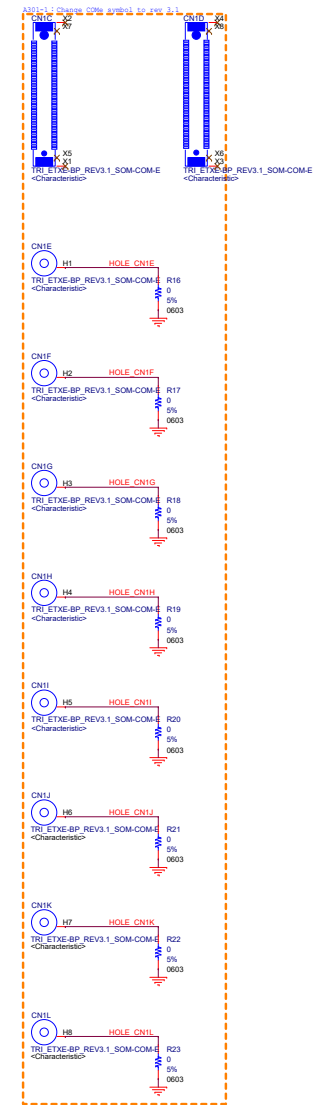 A301-1 : Change COMe symbol to rev 3.1
CN1C X2
X7
CN1D X4
X8
X5
X1
X6
X3
TRI_ETXE-BP_REV3.1_SOM-COM-E
<Characteristic>
TRI_ETXE-BP_REV3.1_SOM-COM-E
<Characteristic>
CN1E
H1 HOLE_CN1E
TRI_ETXE-BP_REV3.1_SOM-COM-E
<Characteristic>
R16
0
5%
0603
CN1F
H2 HOLE_CN1F
TRI_ETXE-BP_REV3.1_SOM-COM-E
<Characteristic>
R17
0
5%
0603
CN1G
H3 HOLE_CN1G
TRI_ETXE-BP_REV3.1_SOM-COM-E
<Characteristic>
R18
0
5%
0603
CN1H
H4 HOLE_CN1H
TRI_ETXE-BP_REV3.1_SOM-COM-E
<Characteristic>
R19
0
5%
0603
CN1I
H5 HOLE_CN1I
TRI_ETXE-BP_REV3.1_SOM-COM-E
<Characteristic>
R20
0
5%
0603
CN1J
H6 HOLE_CN1J
TRI_ETXE-BP_REV3.1_SOM-COM-E
<Characteristic>
R21
0
5%
0603
CN1K
H7 HOLE_CN1K
TRI_ETXE-BP_REV3.1_SOM-COM-E
<Characteristic>
R22
0
5%
0603
CN1L
H8 HOLE_CN1L
TRI_ETXE-BP_REV3.1_SOM-COM-E
<Characteristic>
R23
0
5%
0603